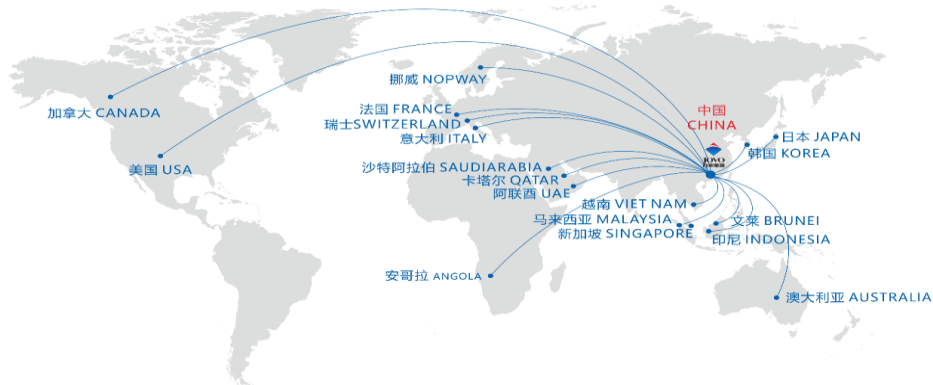 挪威 NOPWAY
加拿大 CANADA
法国 FRANCE
瑞士SWITZERLAND
意大利 ITALY
中国
CHINA
JOVO
日本 JAPAN
韩国 KOREA
美国 USA
沙特阿拉伯 SAUDIARABIA
卡塔尔 QATAR
阿联酋 UAE
越南 VIET NAM
马来西亚 MALAYSIA
新加坡 SINGAPORE
文莱 BRUNEI
印尼 INDONESIA
安哥拉 ANGOLA
澳大利亚 AUSTRALIA